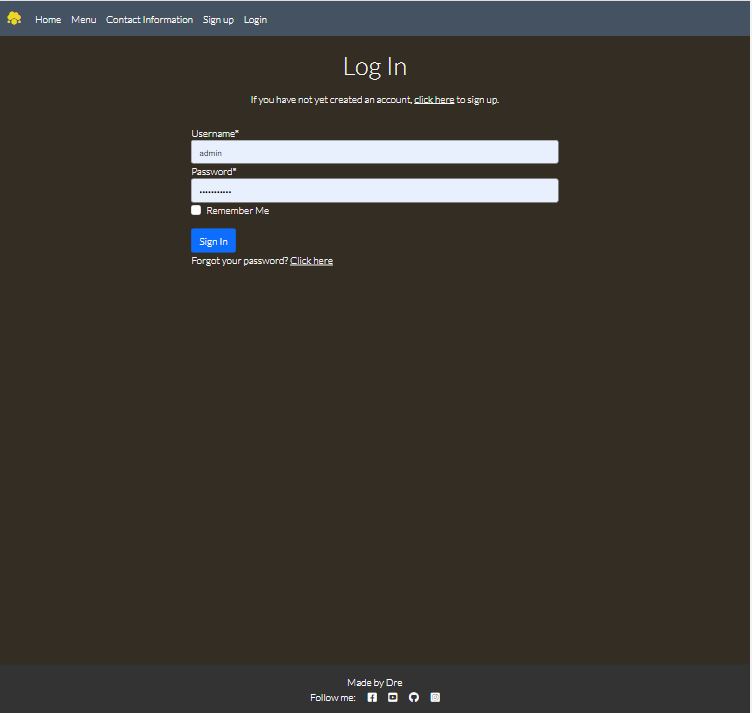 Home Menu Contact Information Sign up Login
Log In
If you have not yet created an account, click here to sign up.
Username*
admin
Password*
•••••••••••
Remember Me
Sign In
Forgot your password? Click here
Made by Dre
Follow me: